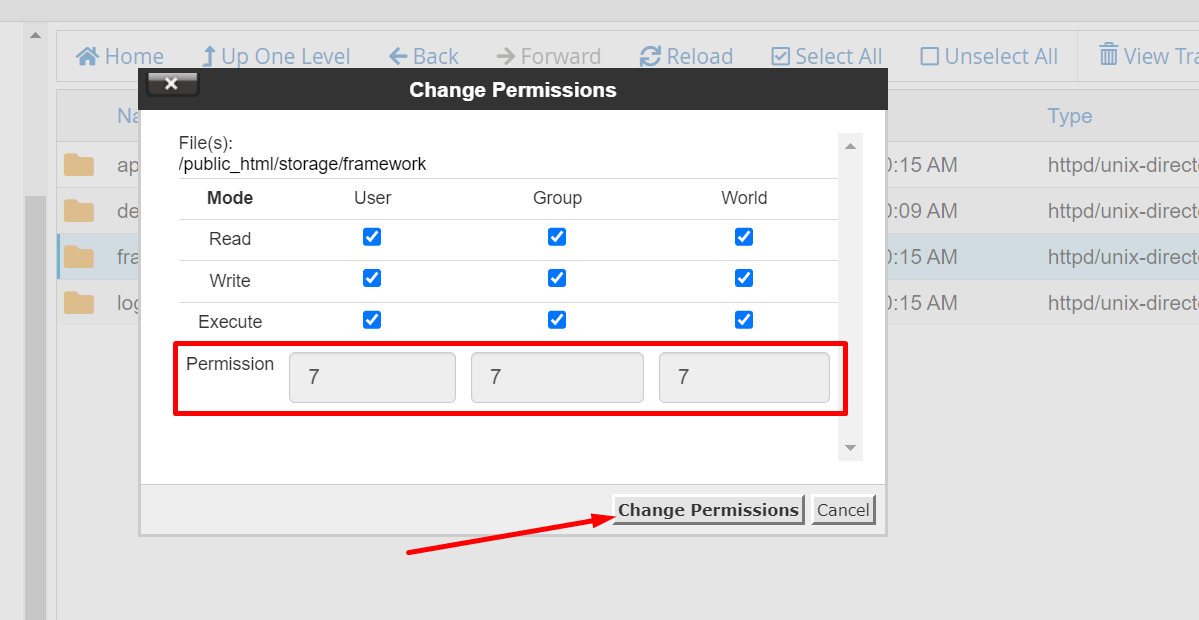 Home Up One Level Back Forward Reload Select All Unselect All View Tra
Change Permissions
Na Type
File(s):
/public_html/storage/framework
Mode User Group World
Read
Write
Execute
Permission 7 7 7
ap 0:15 AM httpd/unix-directo
de 0:09 AM httpd/unix-directo
fra 0:15 AM httpd/unix-directo
log 0:15 AM httpd/unix-directo
Change Permissions Cancel